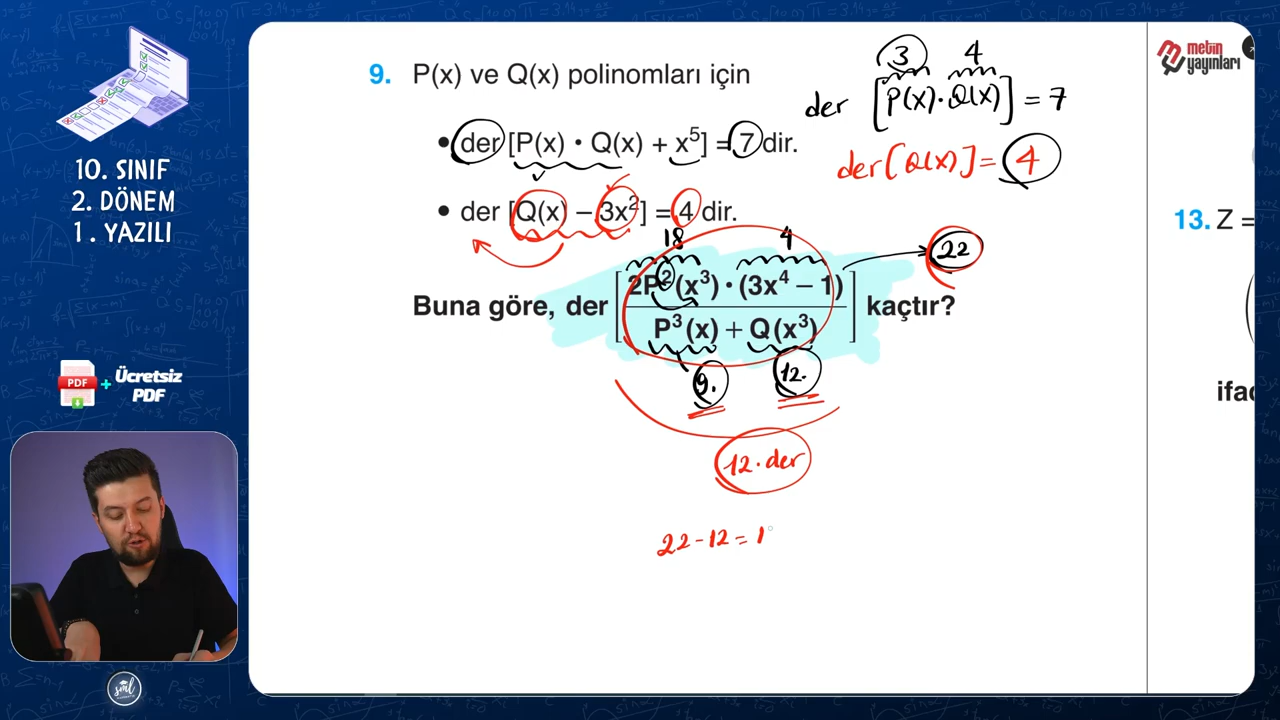 10. SINIF
2. DÖNEM
1. YAZILI
PDF + Ücretsiz PDF
sml
9. P(x) ve Q(x) polinomları için
• der [P(x) • Q(x) + x⁵] = 7 dir.
• der [Q(x) − 3x²] = 4 dir.
18 4
Buna göre, der [2P²(x³) • (3x⁴ − 1) / P³(x) + Q(x³)] kaçtır?
9. 12.
12. der
22-12=1
3 4
der [P(x)·Q(x)] = 7
der[Q(x)]= 4
22
metin yayınları
13. Z =
ifad